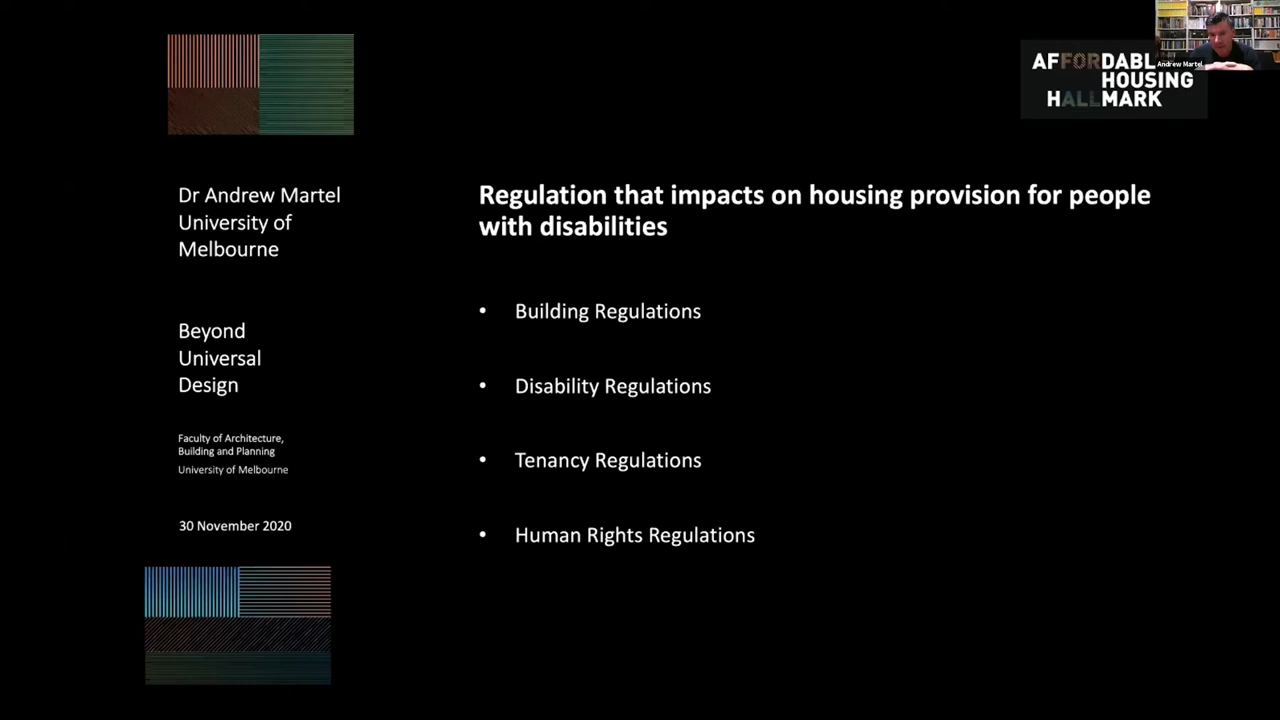 AFFORDABL
HOUSING
HALLMARK
Andrew Martel
Dr Andrew Martel
University of
Melbourne
Beyond
Universal
Design
Faculty of Architecture,
Building and Planning
University of Melbourne
30 November 2020
Regulation that impacts on housing provision for people
with disabilities
• Building Regulations
• Disability Regulations
• Tenancy Regulations
• Human Rights Regulations